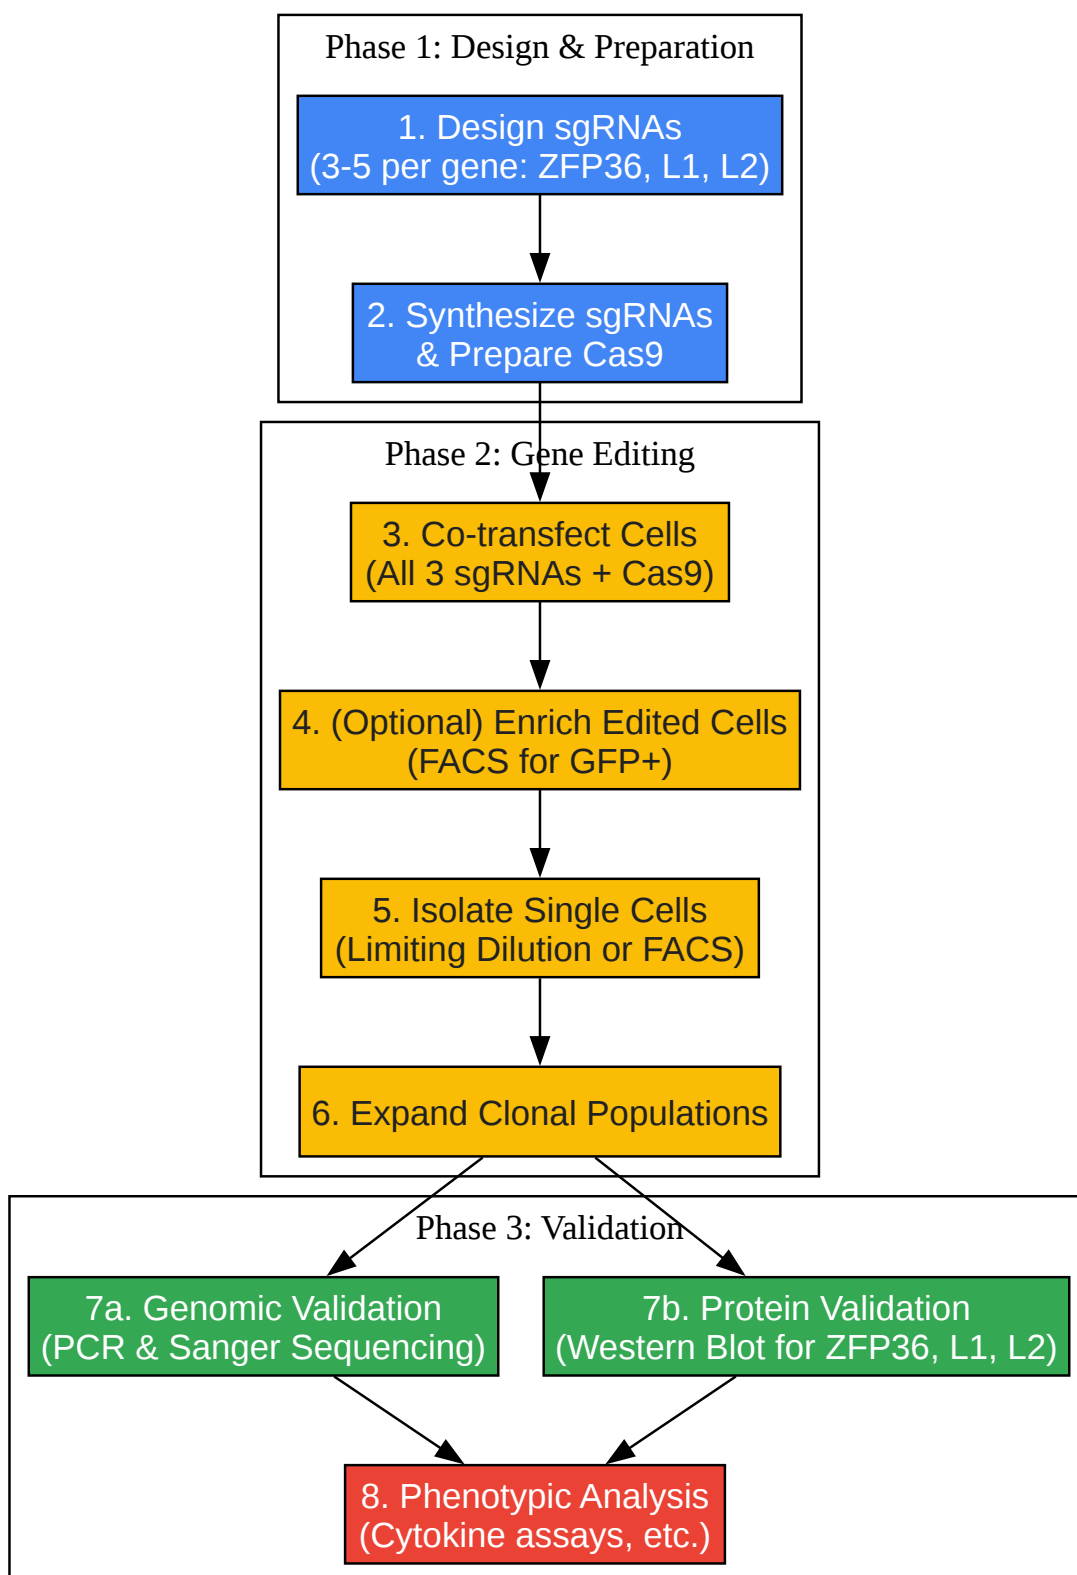 Phase 1: Design & Preparation
1. Design sgRNAs
(3-5 per gene: ZFP36, L1, L2)
2. Synthesize sgRNAs
& Prepare Cas9
Phase 2: Gene Editing
3. Co-transfect Cells
(All 3 sgRNAs + Cas9)
4. (Optional) Enrich Edited Cells
(FACS for GFP+)
5. Isolate Single Cells
(Limiting Dilution or FACS)
6. Expand Clonal Populations
Phase 3: Validation
7a. Genomic Validation
(PCR & Sanger Sequencing)
7b. Protein Validation
(Western Blot for ZFP36, L1, L2)
8. Phenotypic Analysis
(Cytokine assays, etc.)